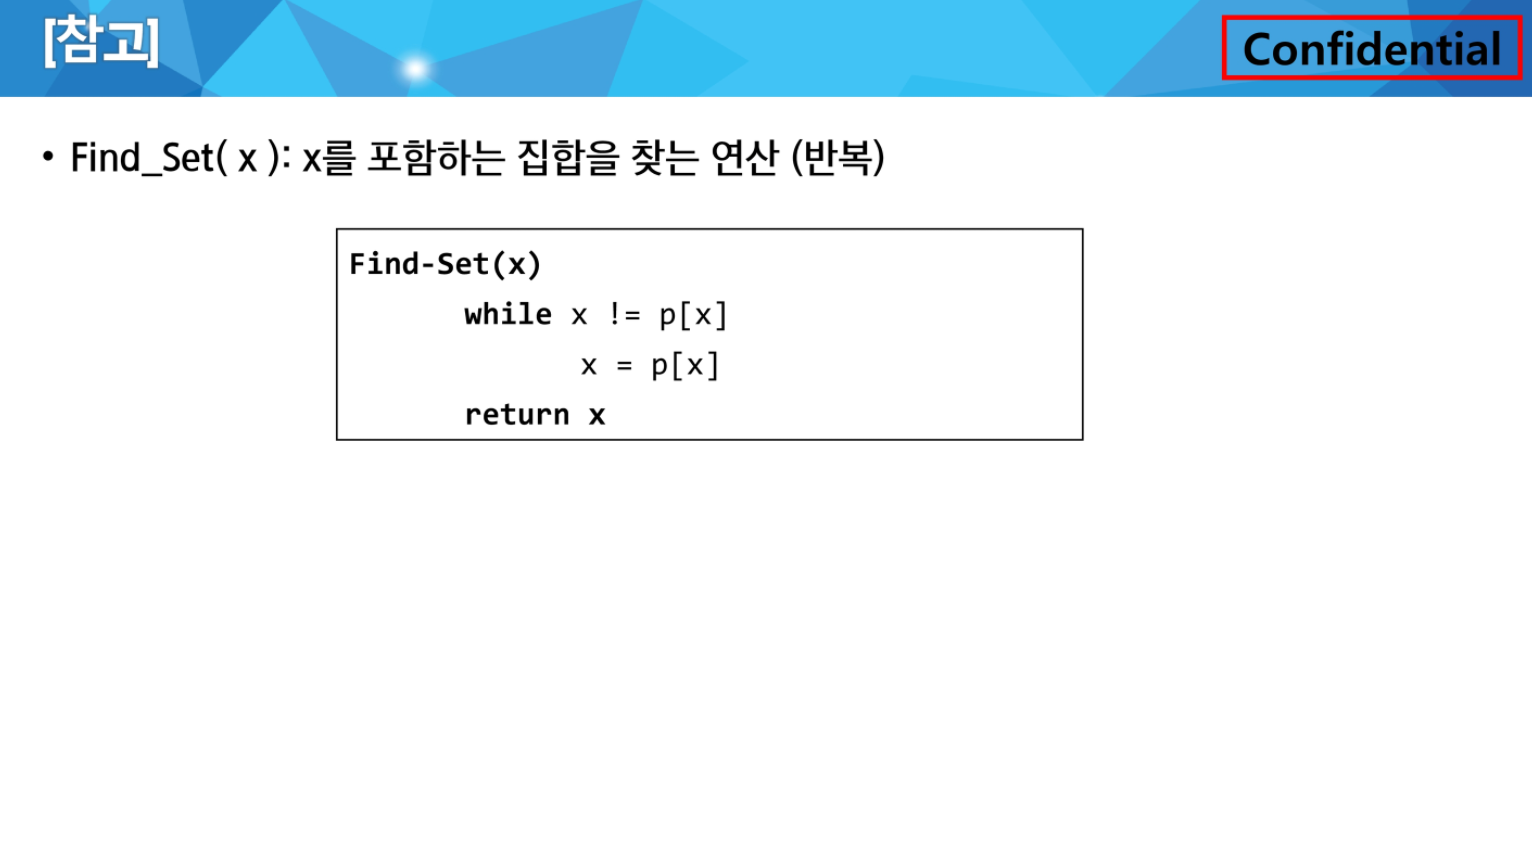 [참고]
Confidential
• Find_Set( x ): x를 포함하는 집합을 찾는 연산 (반복)
Find-Set(x)
while x != p[x]
x = p[x]
return x